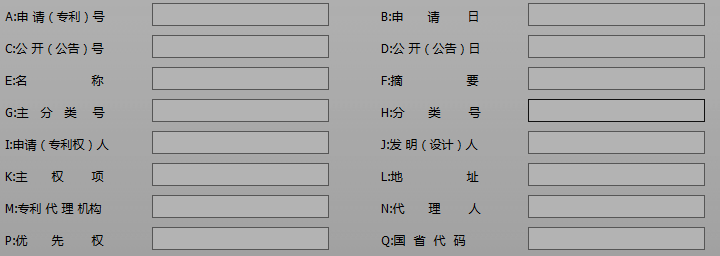 A:申 请 (专利) 号 B:申 请 日
C:公 开 (公告) 号 D:公 开 (公告) 日
E:名 称 F:摘 要
G:主 分 类 号 H:分 类 号
I:申请 (专利权) 人 J:发 明 (设计) 人
K:主 权 项 L:地 址
M:专利 代 理 机构 N:代 理 人
P:优 先 权 Q:国 省 代 码